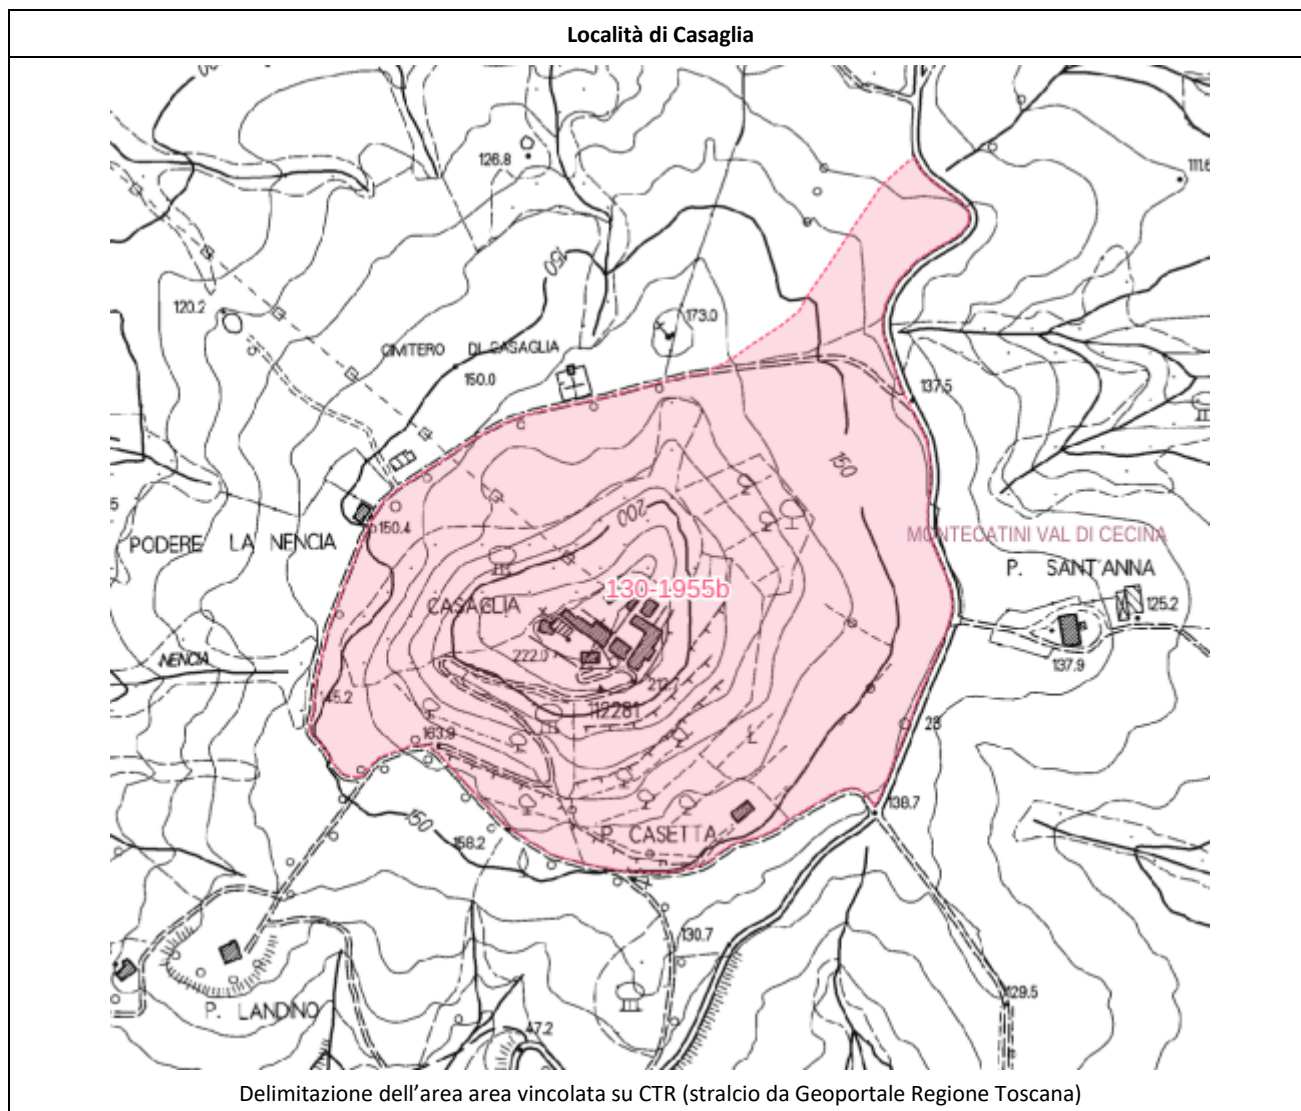 Località di Casaglia
126.8
111.6
150
120.2
173.0
CIMITERO DI CASAGLIA
150.0
137.5
150
200
150.4
PODERE LA NENCIA
MONTECATINI VAL DI CECINA
P. SANT'ANNA
130-1955b
CASAGLIA
125.2
222.0
NENCIA
137.9
212.7
145.2
112281
163.9
28
138.7
150
P. CASETTA
158.2
130.7
129.5
P. LANDINO
47.2
Delimitazione dell'area area vincolata su CTR (stralcio da Geoportale Regione Toscana)